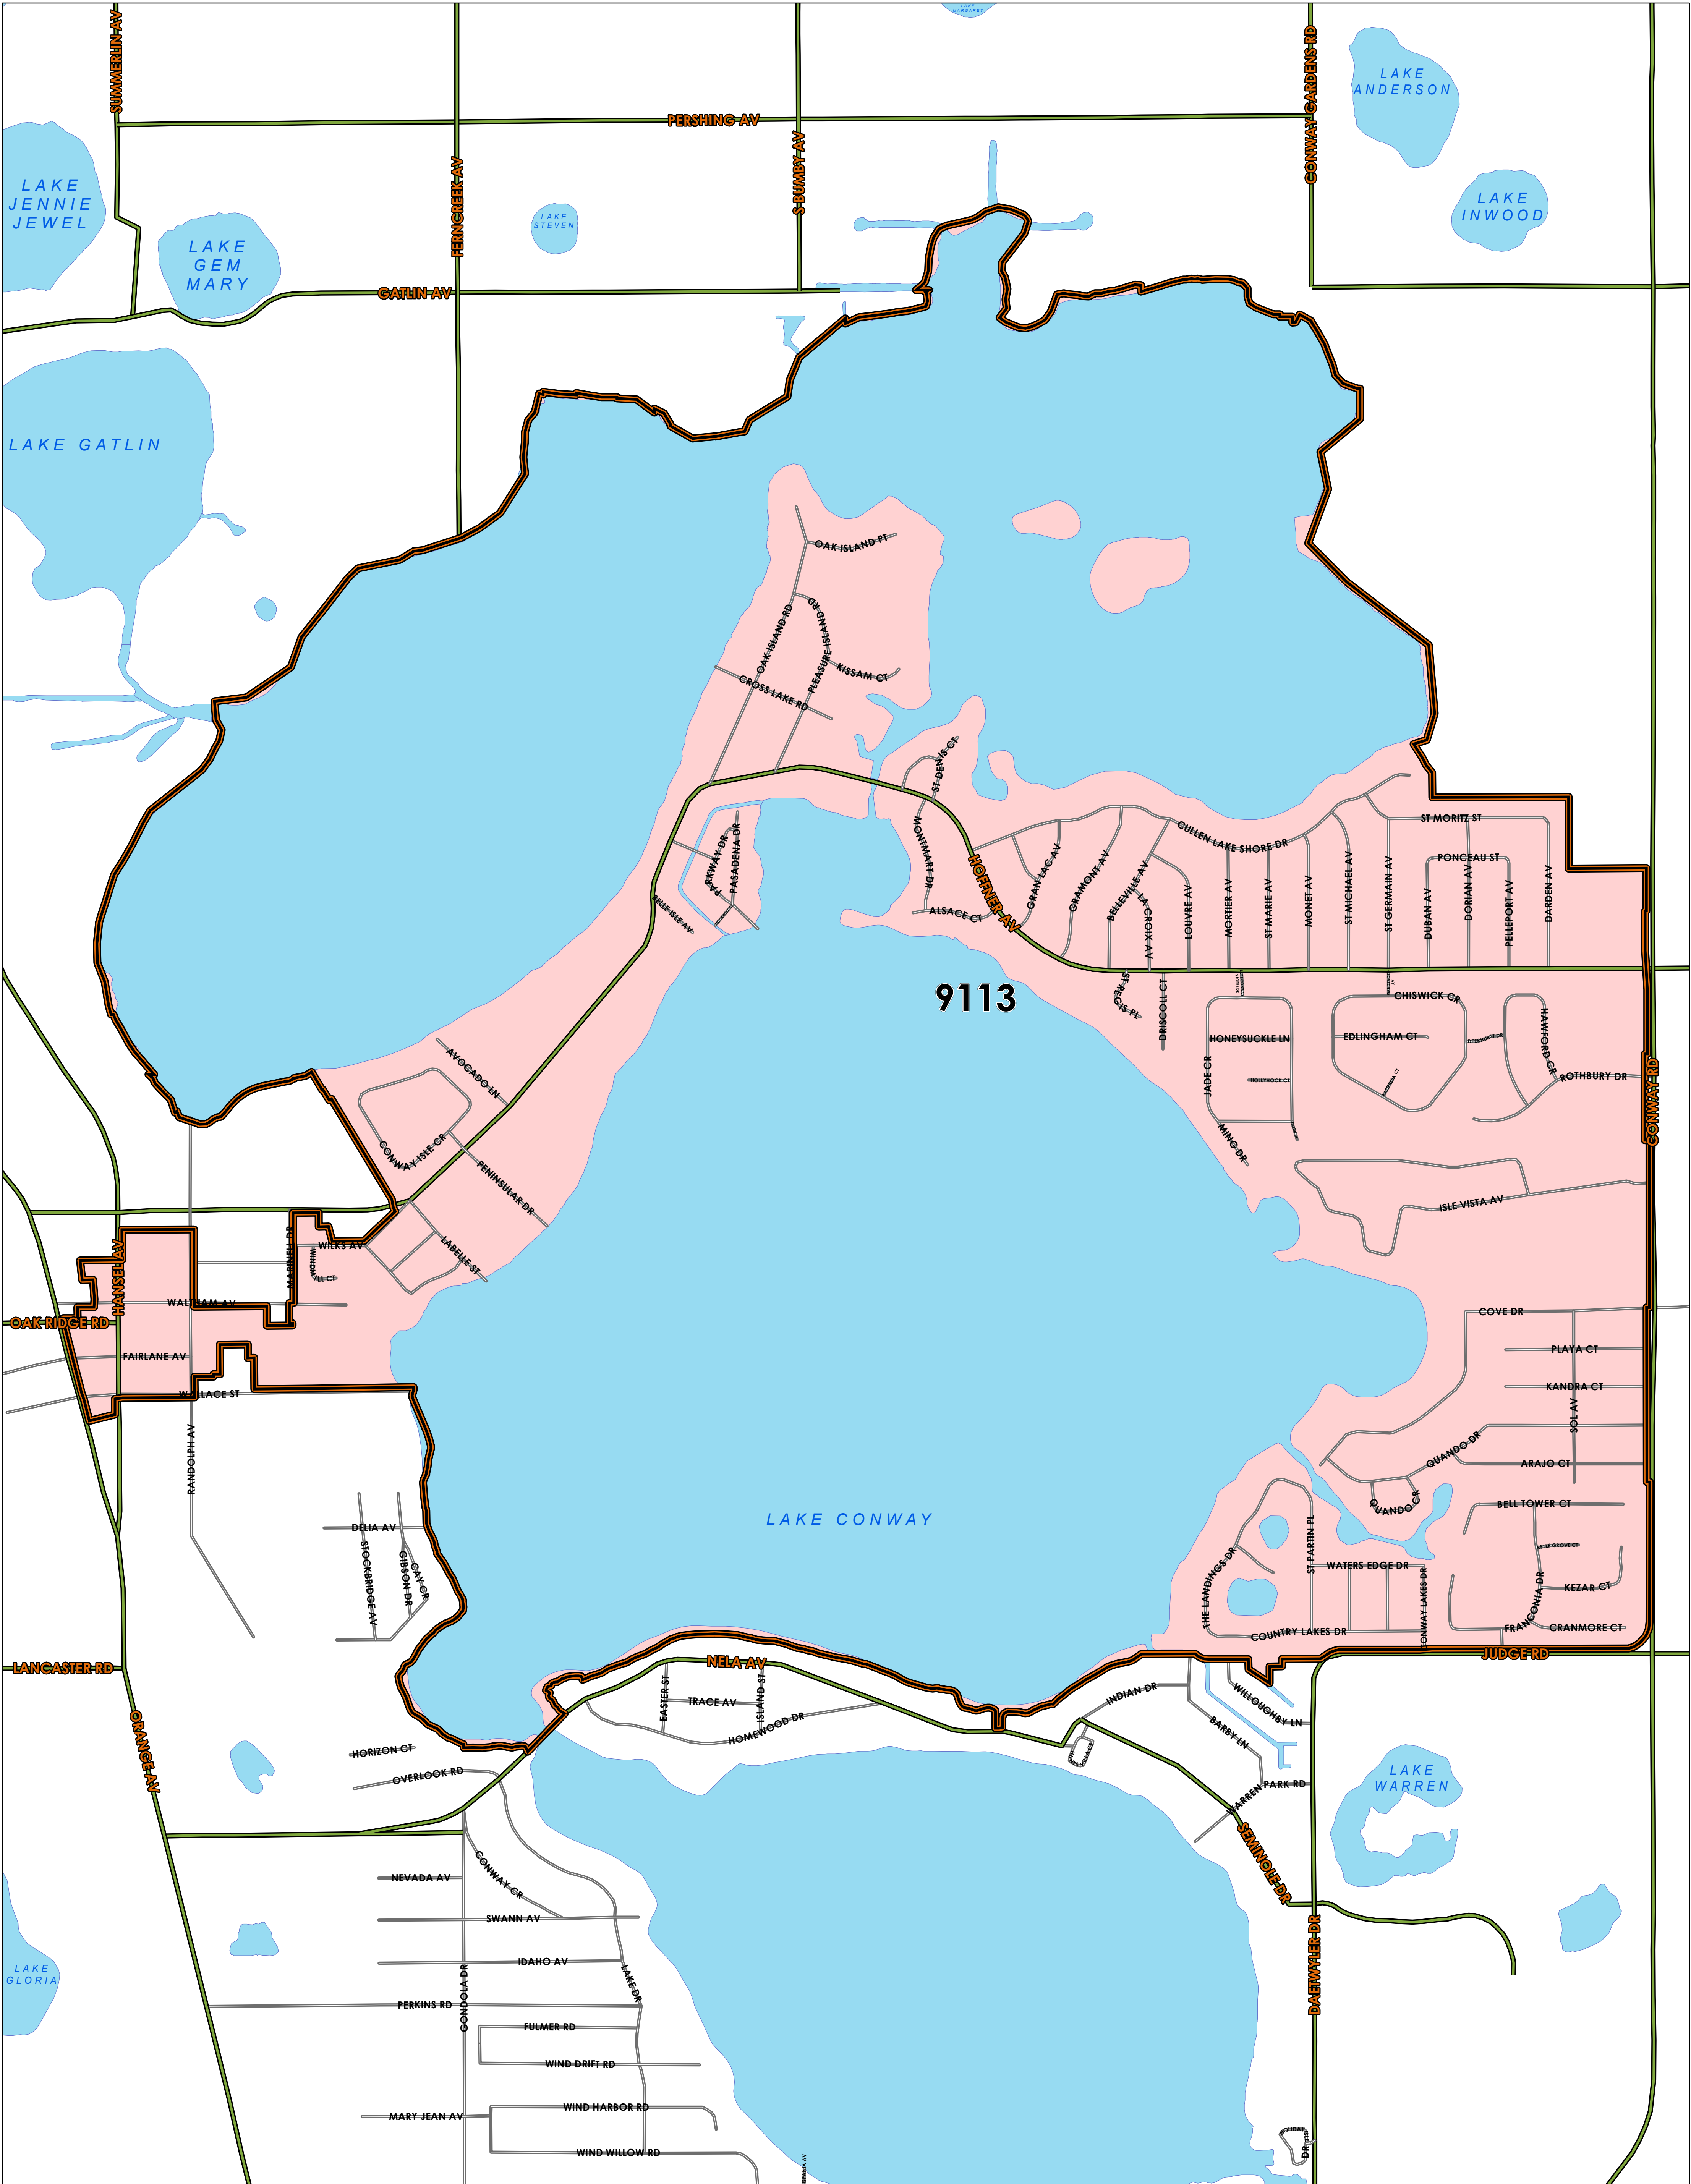 LAKE
MARGARET
SUMMERLIN AV
CONWAY GARDENS RD
LAKE
ANDERSON
PERSHING AV
S BUMBY AV
FERNCREEK AV
LAKE
JENNIE
JEWEL
LAKE
INWOOD
LAKE
STEVEN
LAKE
GEM
MARY
GATLIN AV
LAKE GATLIN
OAK ISLAND PT
OAK ISLAND RD
PLEASURE ISLAND RD
KISSAM CT
CROSS LAKE RD
ST DENIS CT
MONTMART DR
CULLEN LAKE SHORE DR
ST MORITZ ST
PARKWAY DR
PASADENA DR
HOFFNER AV
GRAN LAC AV
GRAMONT AV
BELLEVILLE AV
LA CROIX AV
LOUVRE AV
MORTIER AV
ST MARIE AV
MONET AV
ST MICHAEL AV
ST GERMAIN AV
PONCEAU ST
DUBAN AV
DORIAN AV
PELLEPORT AV
DARDEN AV
BELLE ISLE AV
ALSACE CT
9113
ST REGIS PL
DRISCOLL CT
CHISWICK CR
HONEYSUCKLE LN
EDLINGHAM CT
DEERHURST DR
HAWFORD CR
JADE CR
HOLLYHOCK CT
ROTHBURY DR
CONWAY RD
AVOCADO LN
MING DR
CONWAY ISLE CR
PENINSULAR DR
ISLE VISTA AV
HANSEL AV
MARINELL DR
WILKS AV
LABELLE ST
WALTHAM AV
OAK RIDGE RD
COVE DR
FAIRLANE AV
PLAYA CT
WALLACE ST
KANDRA CT
SOL AV
RANDOLPH AV
QUANDO DR
ARAJO CT
QUANDO CR
BELL TOWER CT
LAKE CONWAY
DELIA AV
STOCKBRIDGE AV
GIBSON DR
CAY CR
ST PARTIN PL
BELLE GROVE CT
WATERS EDGE DR
THE LANDINGS DR
CONWAY LAKES DR
FRANCONIA DR
KEZAR CT
CRANMORE CT
COUNTRY LAKES DR
JUDGE RD
LANCASTER RD
NELA AV
EASTER ST
TRACE AV
ISLAND ST
HOMEWOOD DR
INDIAN DR
WILLOUGHBY LN
BARBY LN
ORANGE AV
HORIZON CT
OVERLOOK RD
LAKE
WARREN
WARREN PARK RD
SEMINOLE DR
CONWAY CR
NEVADA AV
SWANN AV
DAETWYLER DR
IDAHO AV
LAKE
GLORIA
LAKE DR
GONDOLA DR
PERKINS RD
FULMER RD
WIND DRIFT RD
WIND HARBOR RD
MARY JEAN AV
WIND WILLOW RD